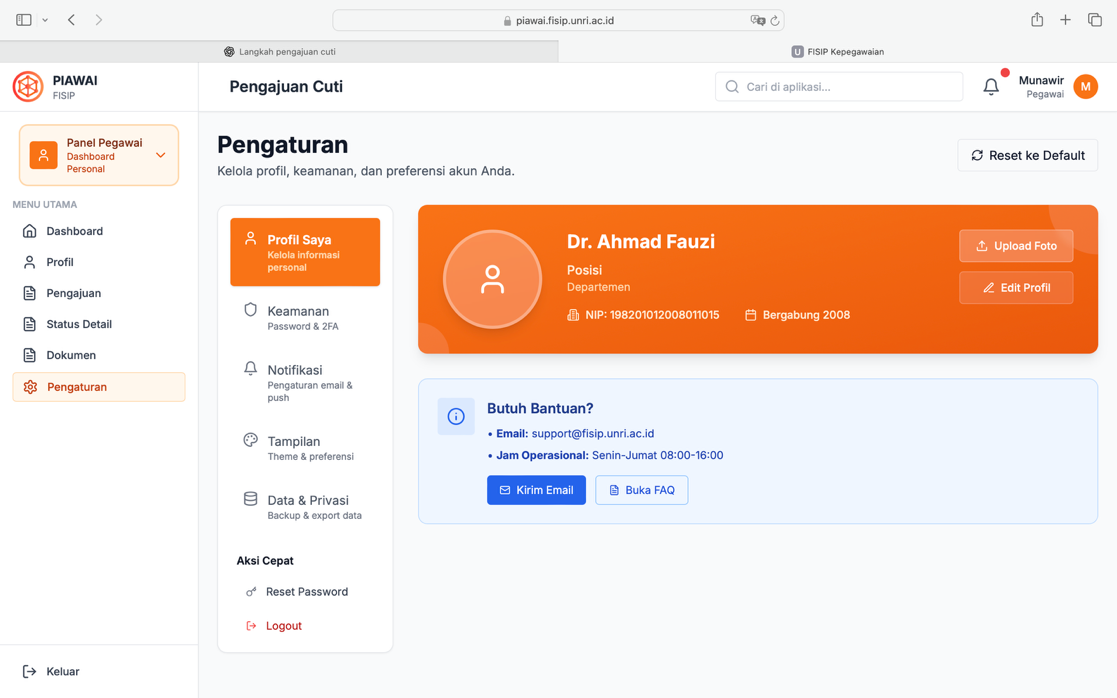 piawai.fisip.unri.ac.id
Langkah pengajuan cuti
U FISIP Kepegawaian
PIAWAI
FISIP
Pengajuan Cuti
Cari di aplikasi...
Munawir
Pegawai
M
Panel Pegawai
Dashboard
Personal
MENU UTAMA
Dashboard
Profil
Pengajuan
Status Detail
Dokumen
Pengaturan
Keluar
Pengaturan
Kelola profil, keamanan, dan preferensi akun Anda.
Reset ke Default
Profil Saya
Kelola informasi
personal
Keamanan
Password & 2FA
Notifikasi
Pengaturan email &
push
Tampilan
Theme & preferensi
Data & Privasi
Backup & export data
Aksi Cepat
Reset Password
Logout
Dr. Ahmad Fauzi
Posisi
Departemen
NIP: 198201012008011015 Bergabung 2008
Upload Foto
Edit Profil
Butuh Bantuan?
• Email: support@fisip.unri.ac.id
• Jam Operasional: Senin-Jumat 08:00-16:00
Kirim Email
Buka FAQ